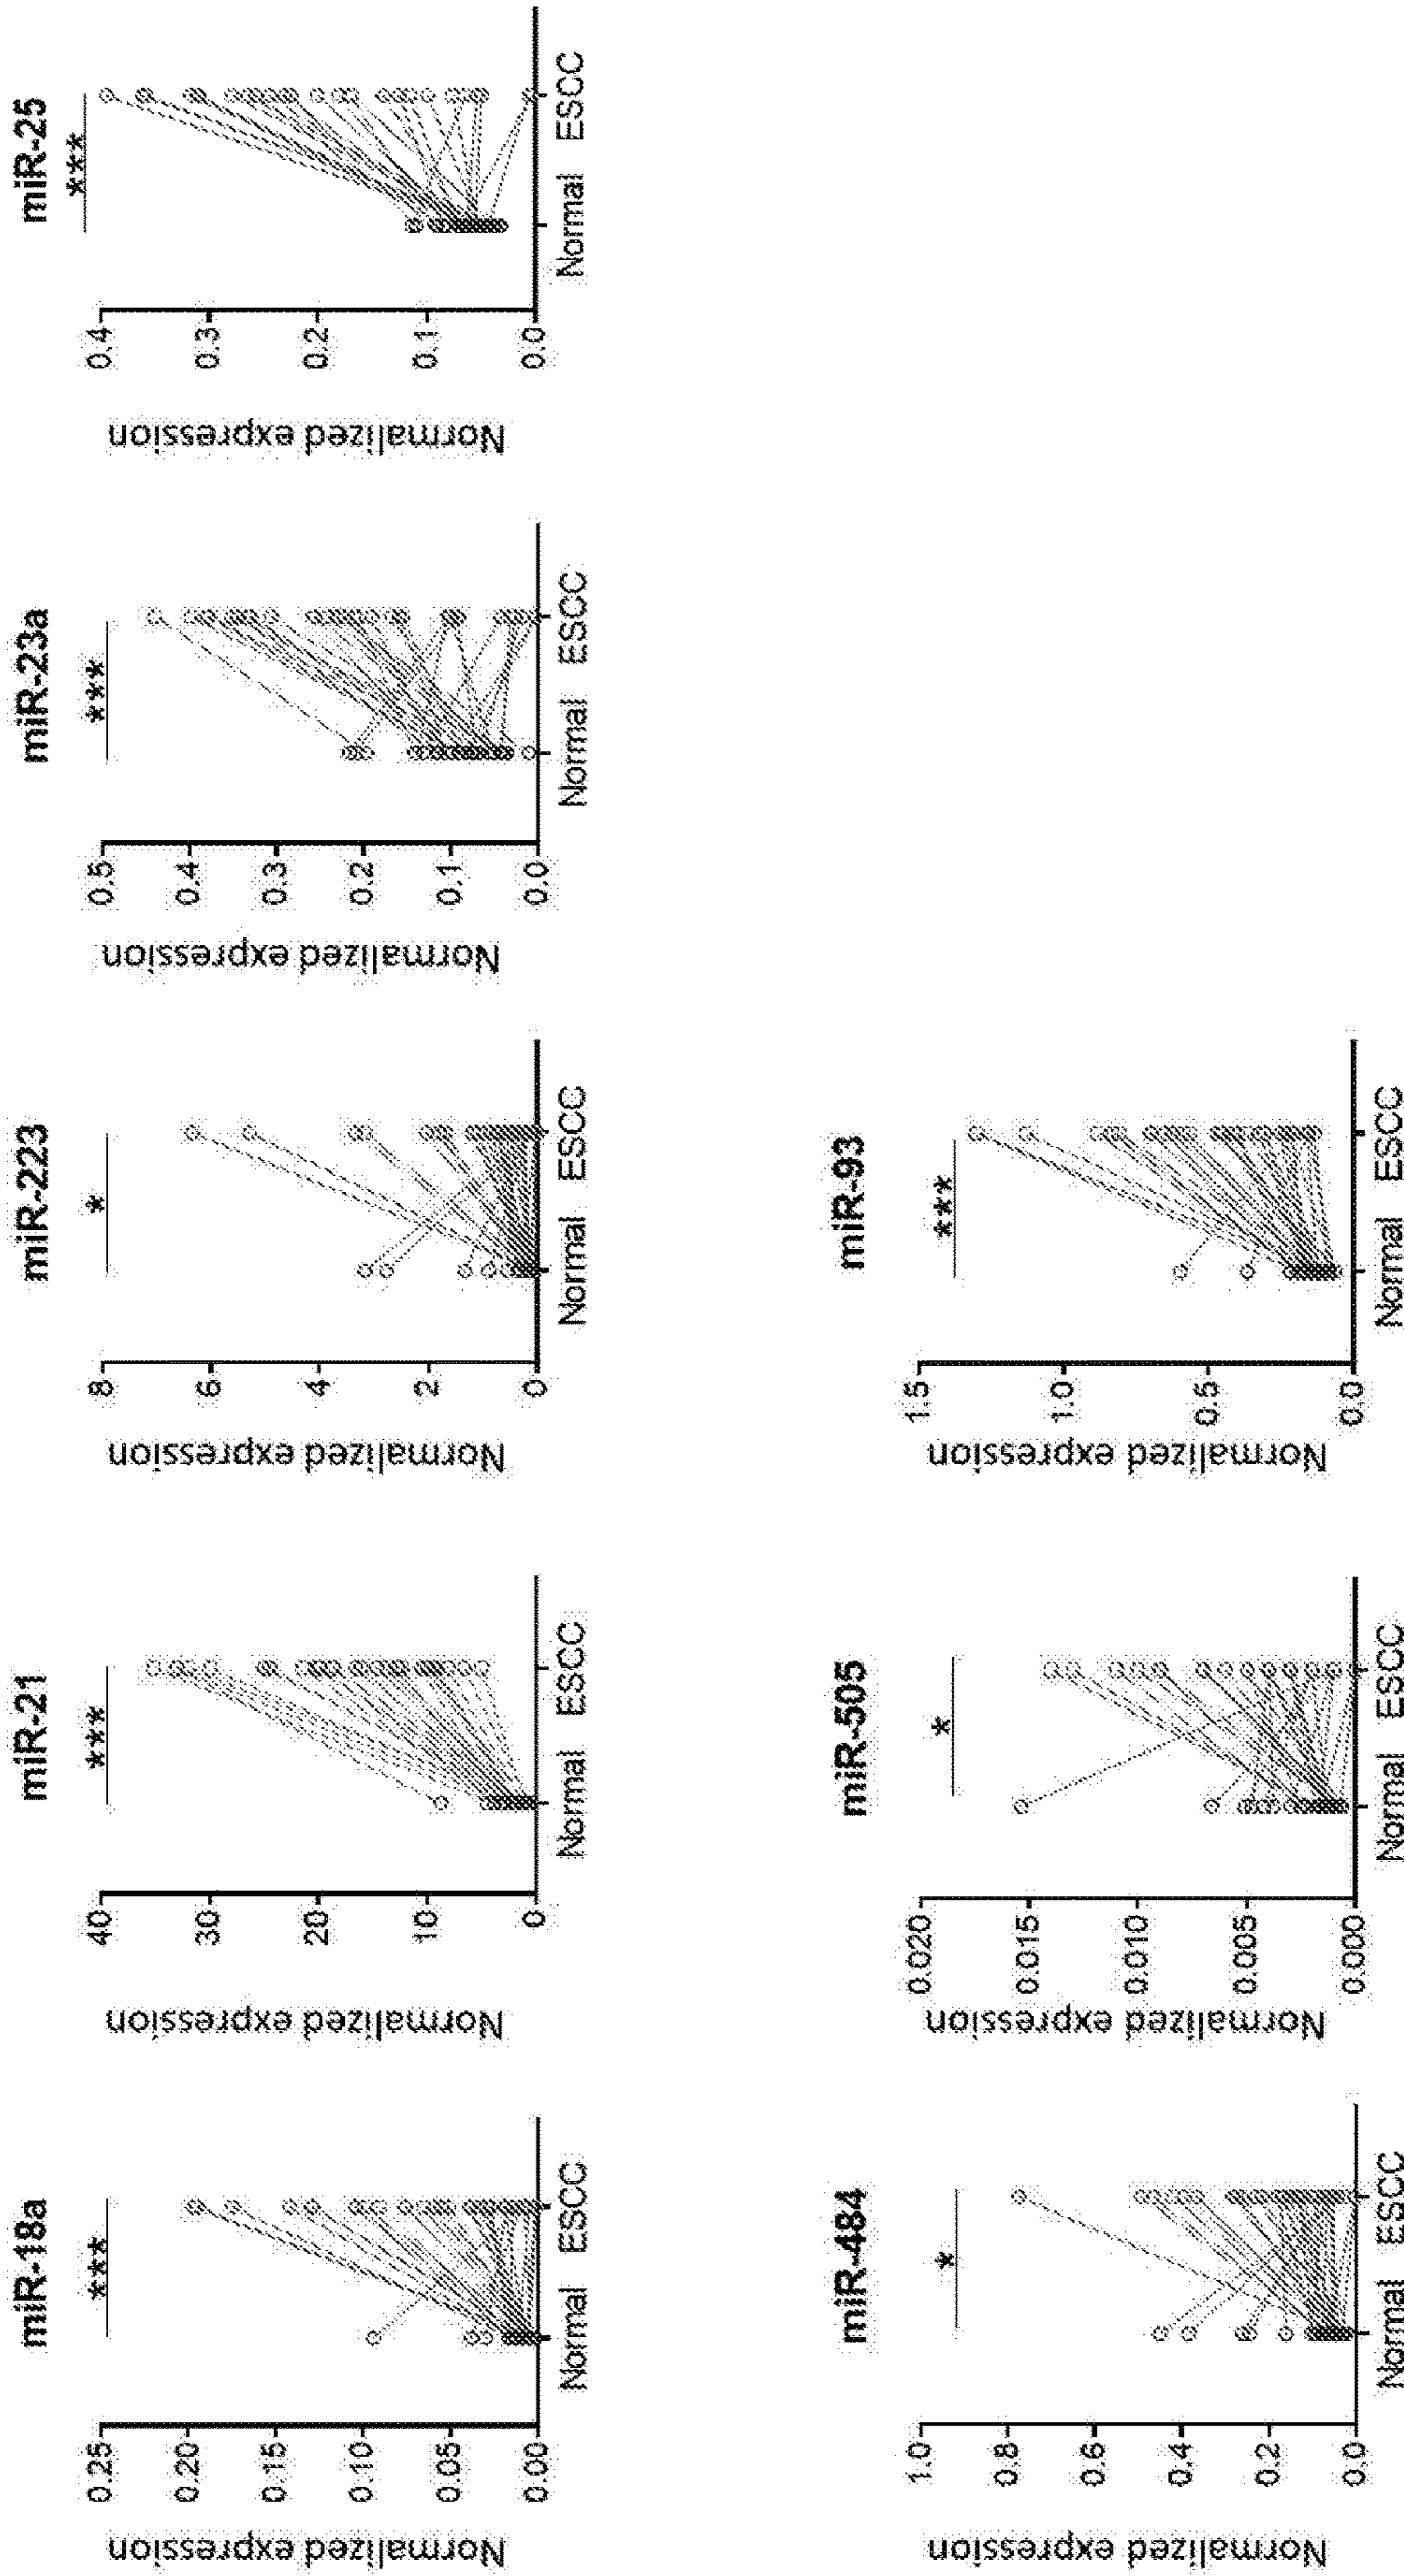 miR-18a
***
Normalized expression
0.25
0.20
0.15
0.10
0.05
0.00
Normal ESCC
miR-21
***
Normalized expression
40
30
20
10
0
Normal ESCC
miR-223
*
Normalized expression
8
6
4
2
0
Normal ESCC
miR-23a
***
Normalized expression
0.5
0.4
0.3
0.2
0.1
0.0
Normal ESCC
miR-25
***
Normalized expression
0.4
0.3
0.2
0.1
0.0
Normal ESCC
miR-484
*
Normalized expression
1.0
0.8
0.6
0.4
0.2
0.0
Normal ESCC
miR-505
*
Normalized expression
0.020
0.015
0.010
0.005
0.000
Normal ESCC
miR-93
***
Normalized expression
1.5
1.0
0.5
0.0
Normal ESCC